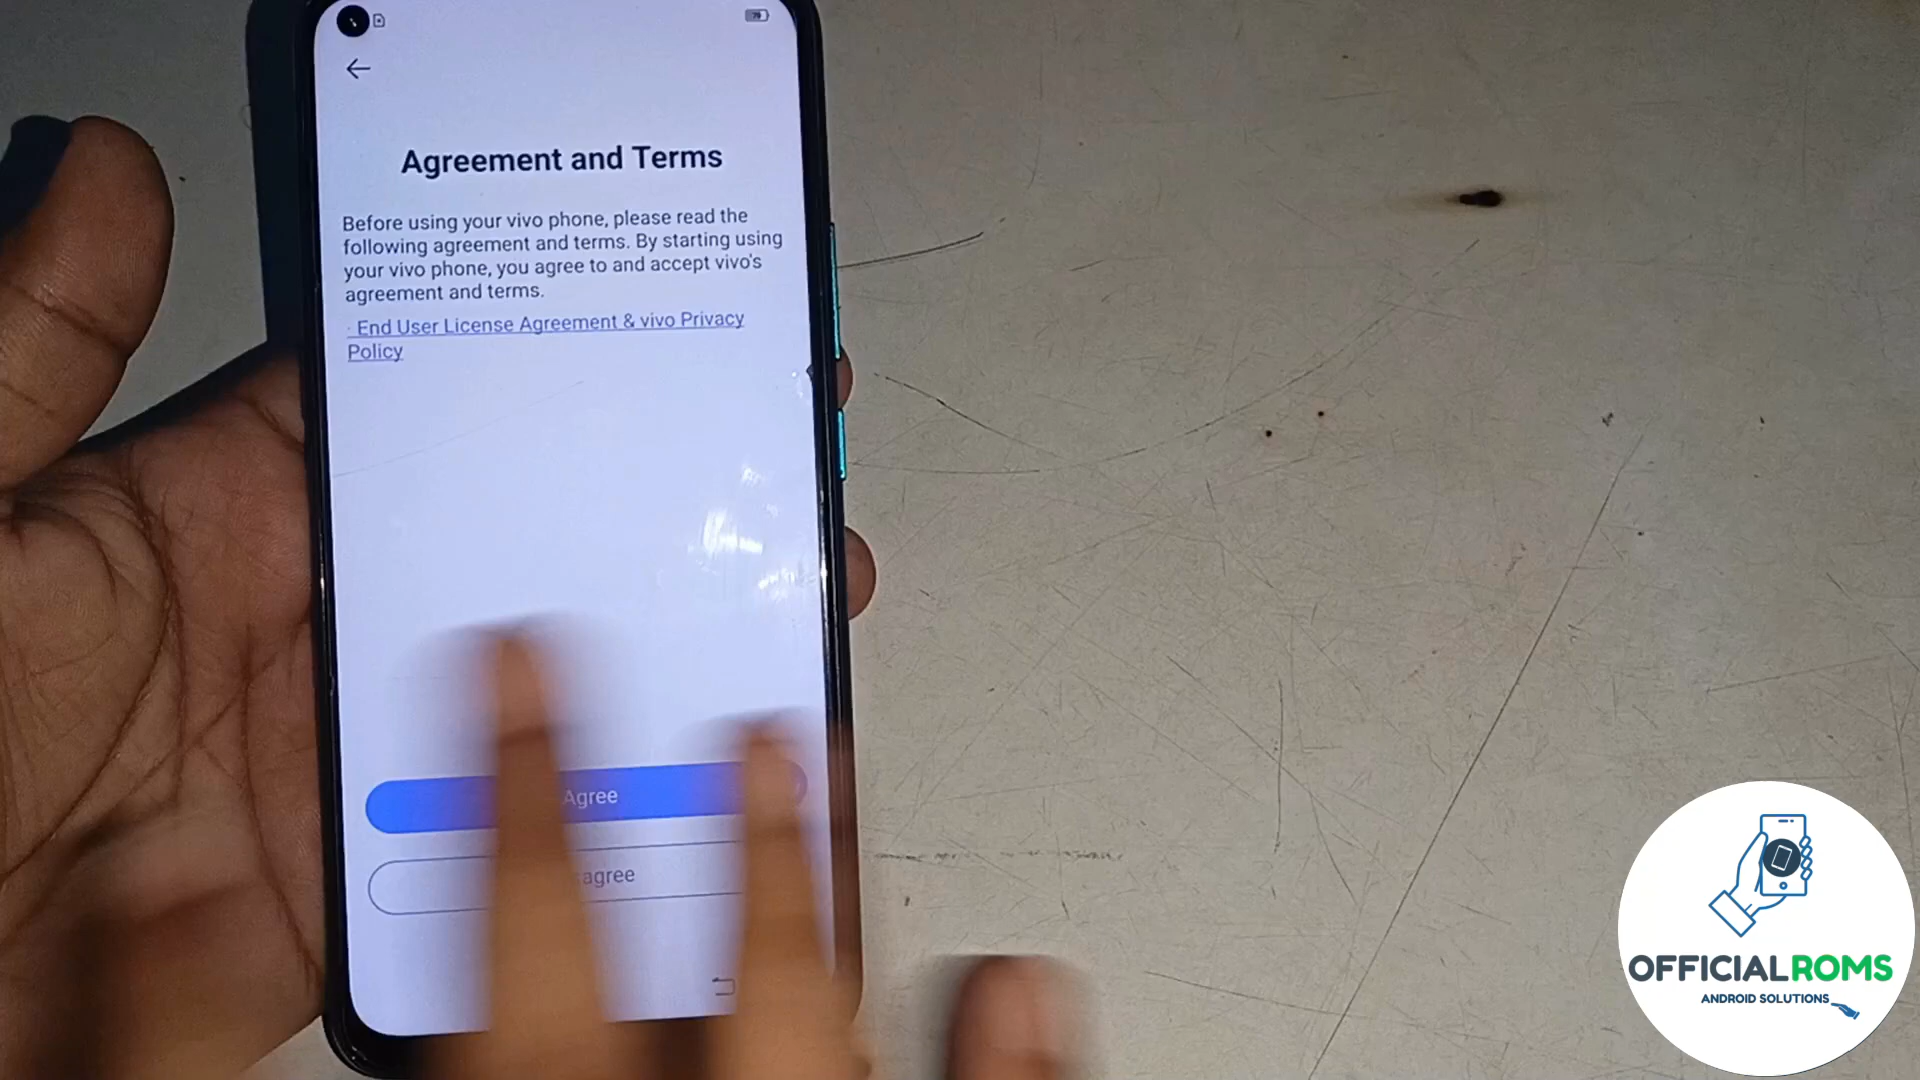 79
Agreement and Terms
Before using your vivo phone, please read the
following agreement and terms. By starting using
your vivo phone, you agree to and accept vivo's
agreement and terms.
· End User License Agreement & vivo Privacy
Policy
Agree
agree
OFFICIALROMS
ANDROID SOLUTIONS